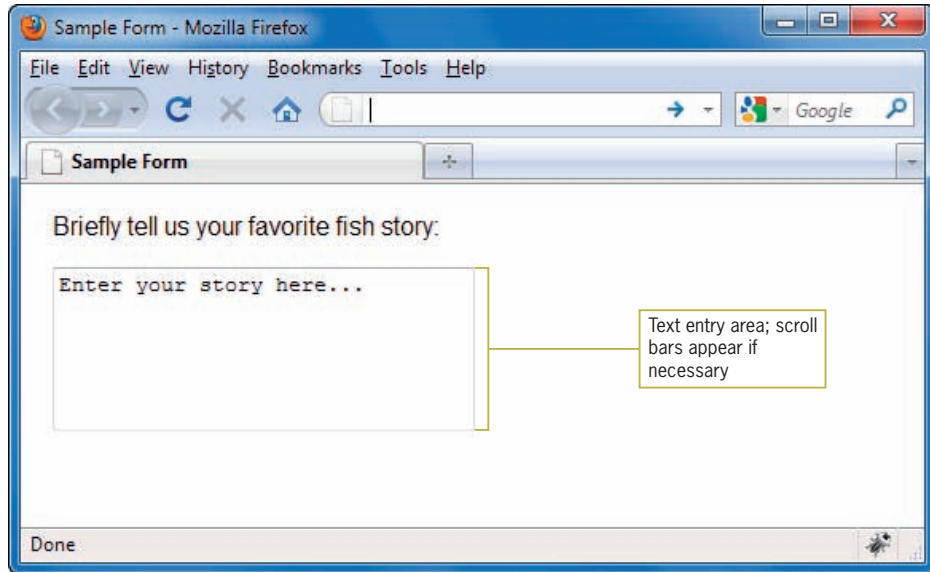 Sample Form - Mozilla Firefox
File Edit View History Bookmarks Tools Help
Google
Sample Form
Briefly tell us your favorite fish story:
Enter your story here...
Text entry area; scroll
bars appear if
necessary
Done